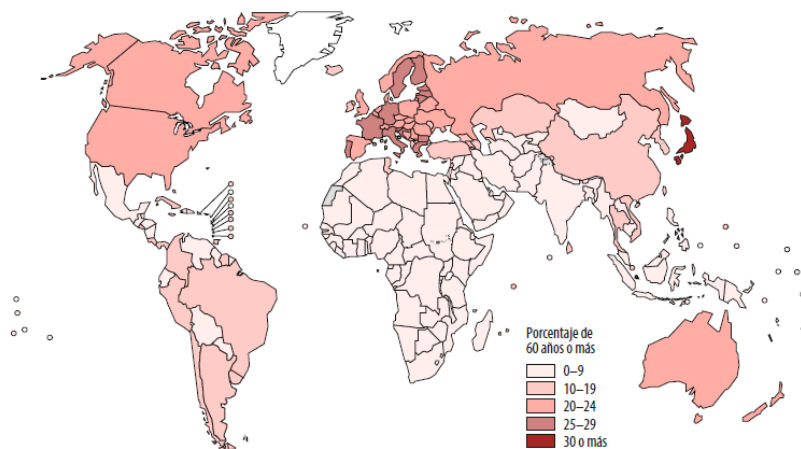 Porcentaje de
60 años o más
0–9
10–19
20–24
25–29
30 o más